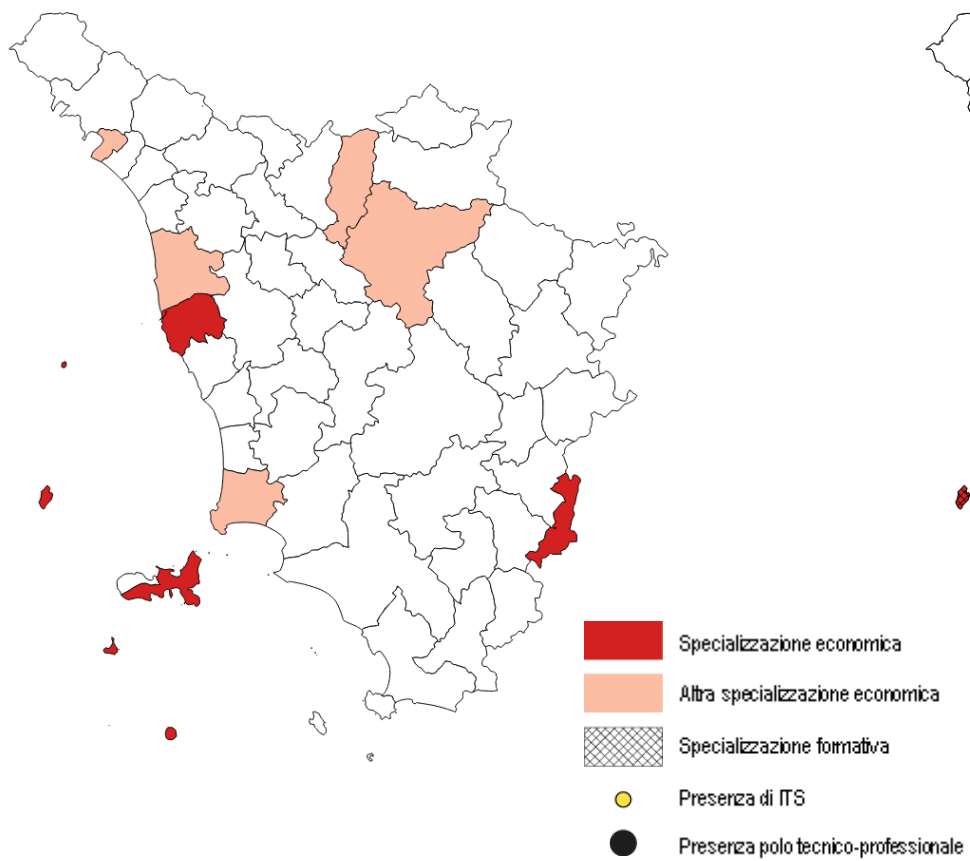 Specializzazione economica
Altra specializzazione economica
Specializzazione formativa
Presenza di ITS
Presenza polo tecnico-professionale